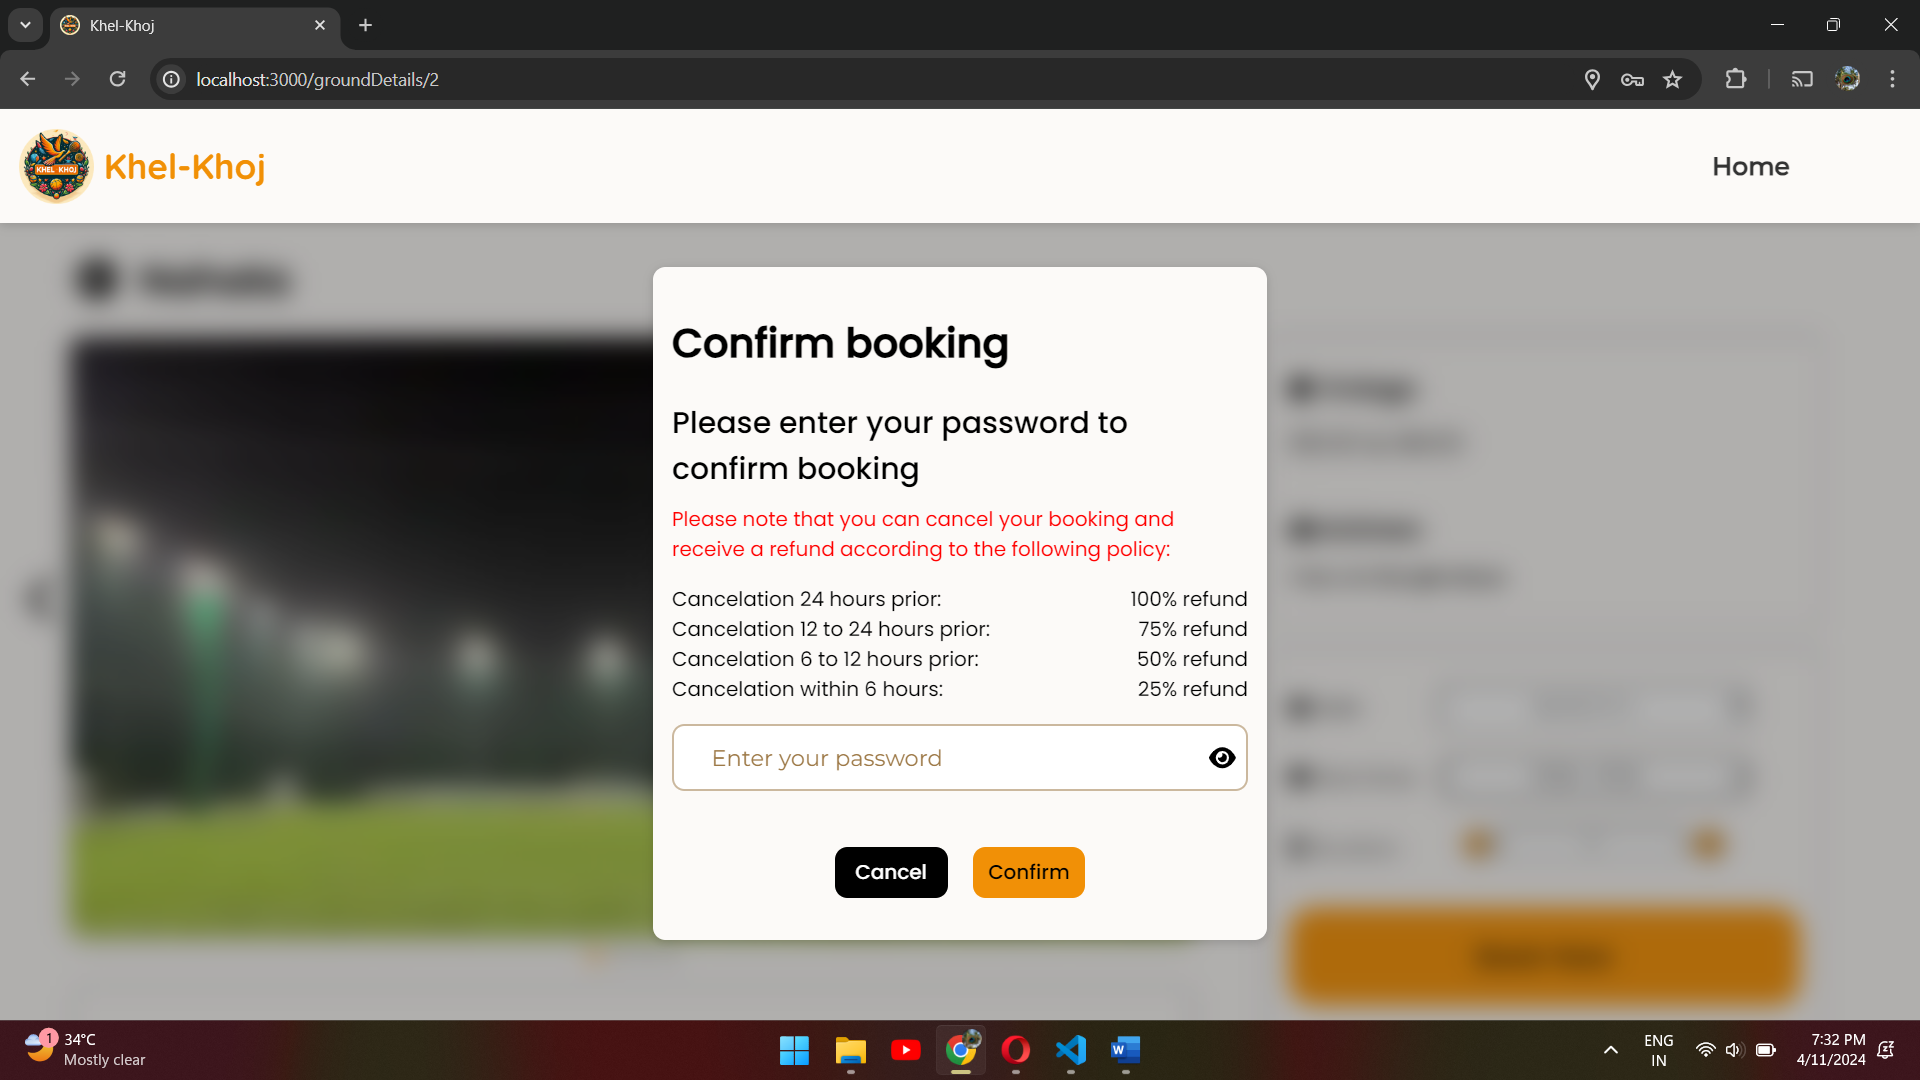 Khel-Khoj
localhost:3000/groundDetails/2
KHEL KHOJ
Khel-Khoj
Home
Confirm booking
Please enter your password to
confirm booking
Please note that you can cancel your booking and
receive a refund according to the following policy:
Cancelation 24 hours prior: 100% refund
Cancelation 12 to 24 hours prior: 75% refund
Cancelation 6 to 12 hours prior: 50% refund
Cancelation within 6 hours: 25% refund
Enter your password
Cancel Confirm
1
34°C
Mostly clear
W
ENG
IN
7:32 PM
4/11/2024